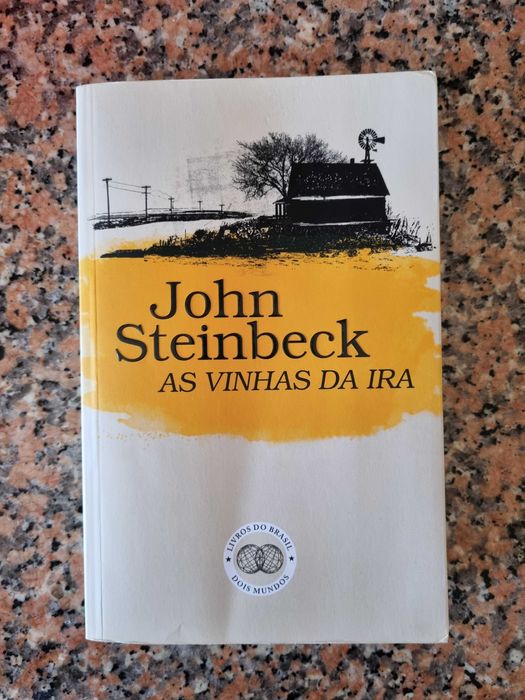 John
Steinbeck
AS VINHAS DA IRA
LIVROS DO BRASIL
DOIS MUNDOS